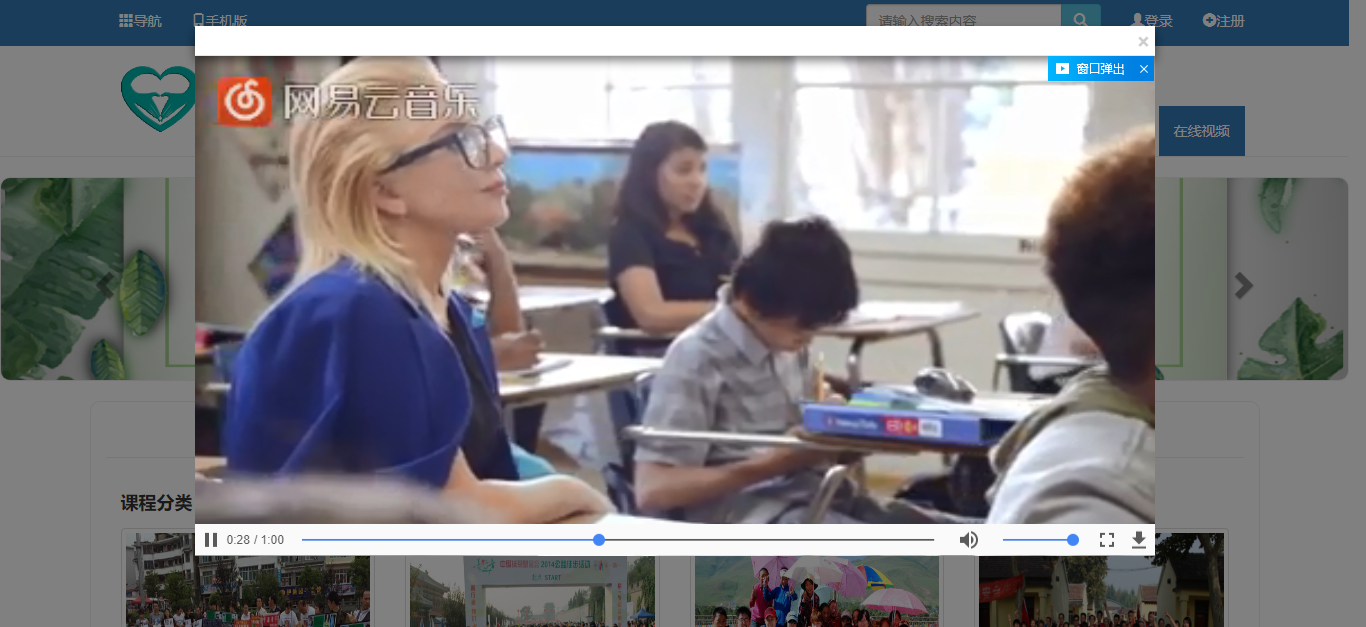 导航
手机版
请输入搜索内容
登录
注册
×
窗口弹出 ×
网易云音乐
在线视频
课程分类
0:28 / 1:00
START